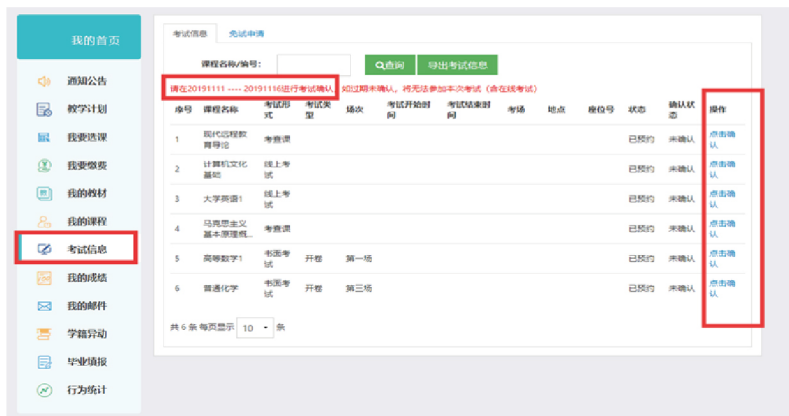 我的首页
通知公告
教学计划
我要选课
我要缴费
我的教材
我的课程
考试信息
我的成绩
我的邮件
学籍异动
毕业填报
行为统计
考试信息 免试申请
课程名称/编号： 查询 导出考试信息
请在20191111 ---- 20191116进行考试确认，如过期未确认，将无法参加本次考试（含在线考试）
序号 课程名称 考试形式 考试类型 场次 考试开始时间 考试结束时间 考场 地点 座位号 状态 确认状态 操作
1 现代远程教育导论 考查课 已预约 未确认 点击确认
2 计算机文化基础 线上考试 已预约 未确认 点击确认
3 大学英语1 线上考试 已预约 未确认 点击确认
4 马克思主义基本原理概... 考查课 已预约 未确认 点击确认
5 高等数学1 书面考试 开卷 第一场 已预约 未确认 点击确认
6 普通化学 书面考试 开卷 第三场 已预约 未确认 点击确认
共 6 条 每页显示 10 条